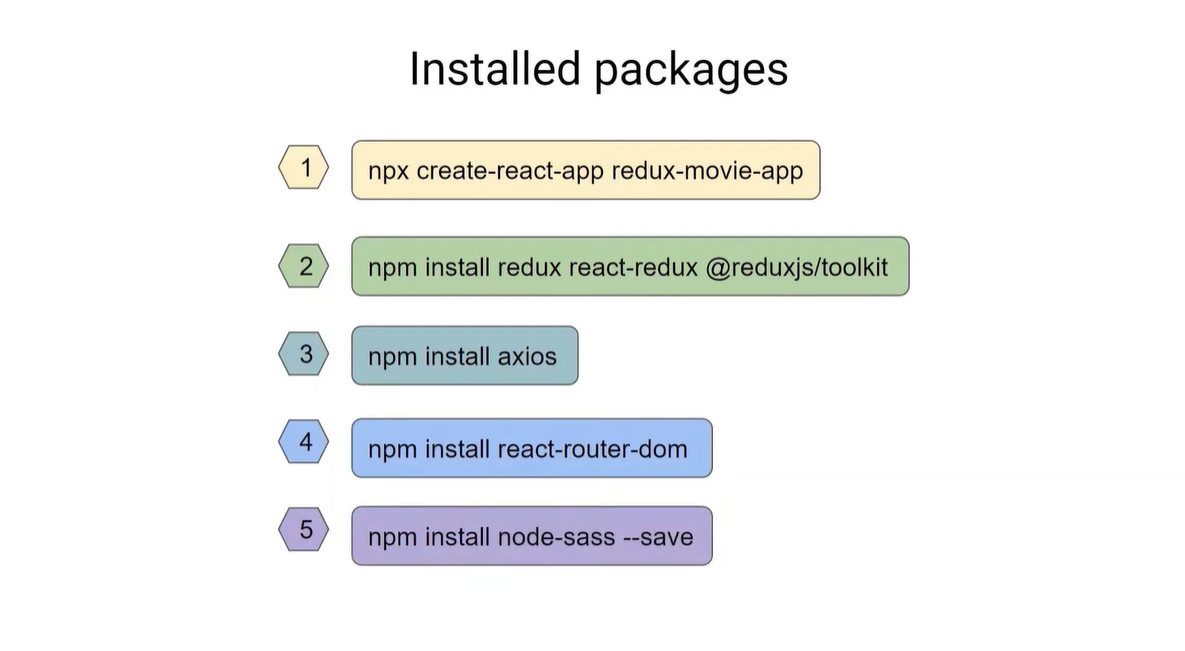 Installed packages
1 npx create-react-app redux-movie-app
2 npm install redux react-redux @reduxjs/toolkit
3 npm install axios
4 npm install react-router-dom
5 npm install node-sass --save